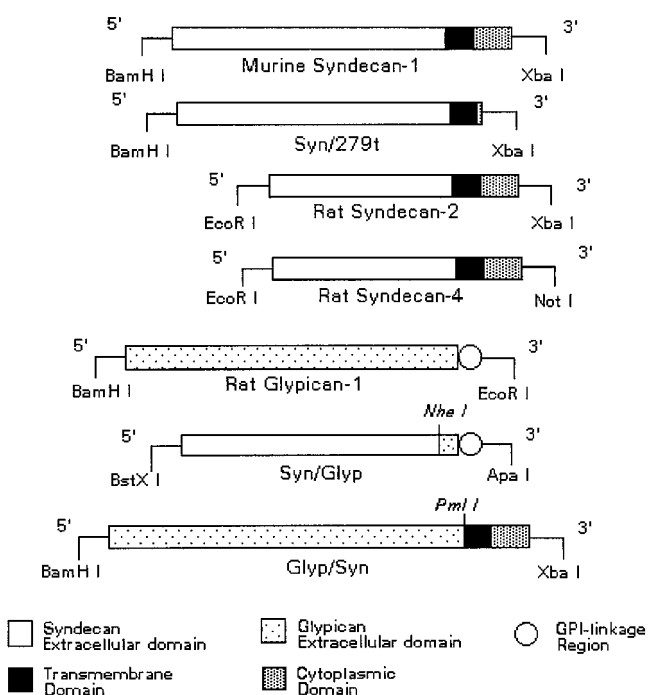 5' 3'
BamH I Murine Syndecan-1 Xba I
5' 3'
BamH I Syn/279t Xba I
5' 3'
EcoR I Rat Syndecan-2 Xba I
5' 3'
EcoR I Rat Syndecan-4 Not I
5' 3'
BamH I Rat Glypican-1 EcoR I
Nhe I
5' 3'
BstX I Syn/Glyp Apa I
Pml I
5' 3'
BamH I Glyp/Syn Xba I
Syndecan Extracellular domain
Glypican Extracellular domain
GPI-linkage Region
Transmembrane Domain
Cytoplasmic Domain